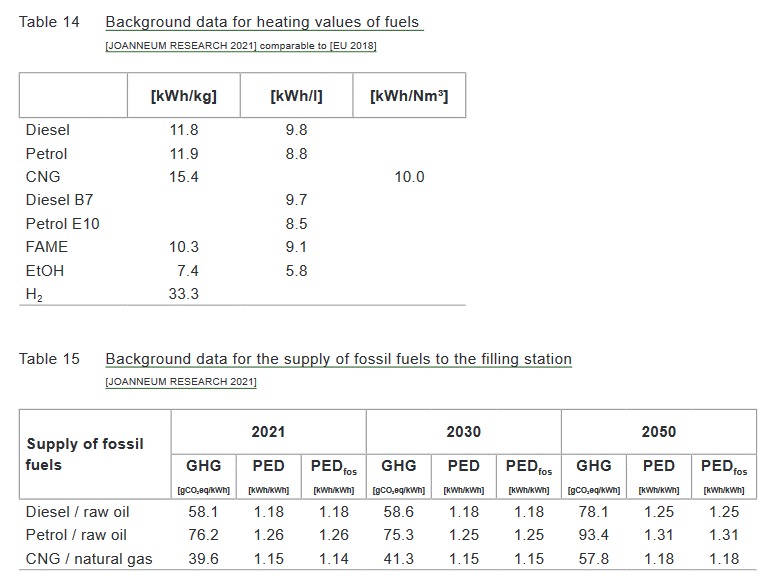 Table 14 Background data for heating values of fuels
[JOANNEUM RESEARCH 2021] comparable to [EU 2018]
[kWh/kg] [kWh/l] [kWh/Nm³]
Diesel 11.8 9.8
Petrol 11.9 8.8
CNG 15.4 10.0
Diesel B7 9.7
Petrol E10 8.5
FAME 10.3 9.1
EtOH 7.4 5.8
H₂ 33.3
Table 15 Background data for the supply of fossil fuels to the filling station
[JOANNEUM RESEARCH 2021]
Supply of fossil fuels 2021 2030 2050
GHG PED PEDfos GHG PED PEDfos GHG PED PEDfos
[gCO₂eq/kWh] [kWh/kWh] [kWh/kWh] [gCO₂eq/kWh] [kWh/kWh] [kWh/kWh] [gCO₂eq/kWh] [kWh/kWh] [kWh/kWh]
Diesel / raw oil 58.1 1.18 1.18 58.6 1.18 1.18 78.1 1.25 1.25
Petrol / raw oil 76.2 1.26 1.26 75.3 1.25 1.25 93.4 1.31 1.31
CNG / natural gas 39.6 1.15 1.14 41.3 1.15 1.15 57.8 1.18 1.18